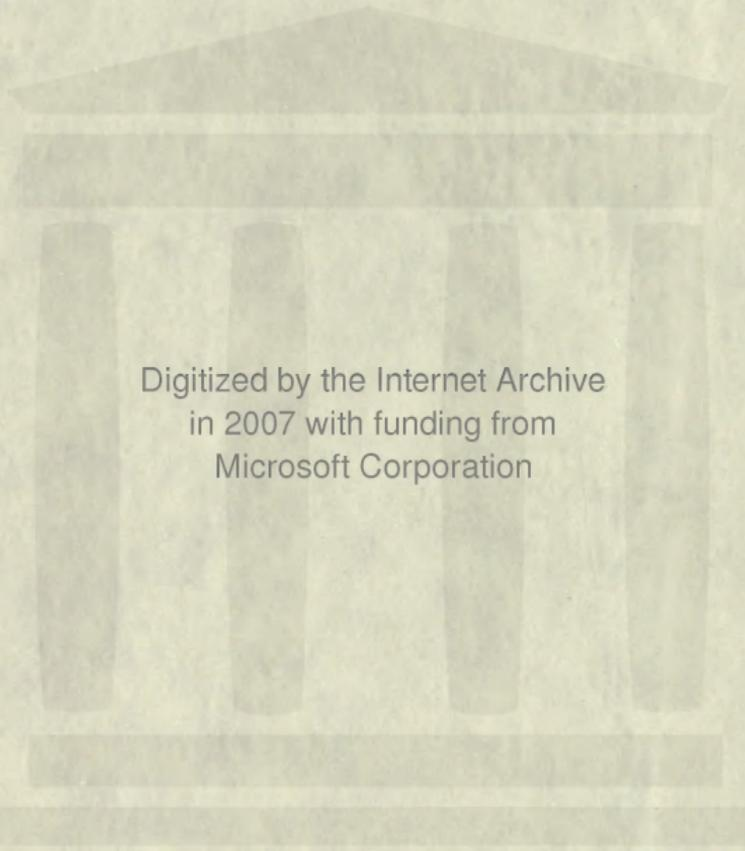 Digitized by the Internet Archive
in 2007 with funding from
Microsoft Corporation